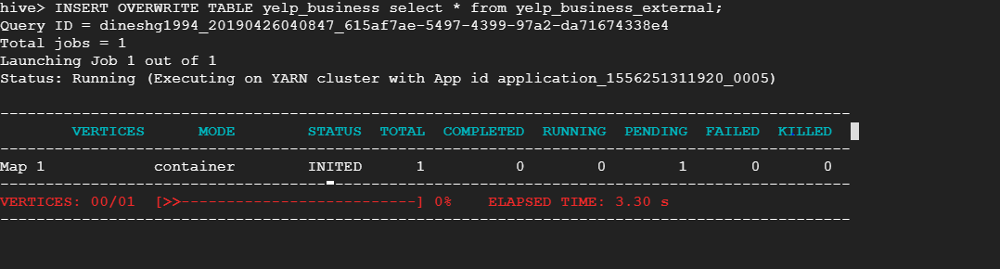 hive> INSERT OVERWRITE TABLE yelp_business select * from yelp_business_external;
Query ID = dineshg1994_20190426040847_615af7ae-5497-4399-97a2-da71674338e4
Total jobs = 1
Launching Job 1 out of 1
Status: Running (Executing on YARN cluster with App id application_1556251311920_0005)
----------------------------------------------------------------------------------------------
VERTICES MODE STATUS TOTAL COMPLETED RUNNING PENDING FAILED KILLED
----------------------------------------------------------------------------------------------
Map 1 container INITED 1 0 0 1 0 0
----------------------------------------------------------------------------------------------
VERTICES: 00/01 [>>--------------------------] 0% ELAPSED TIME: 3.30 s
----------------------------------------------------------------------------------------------